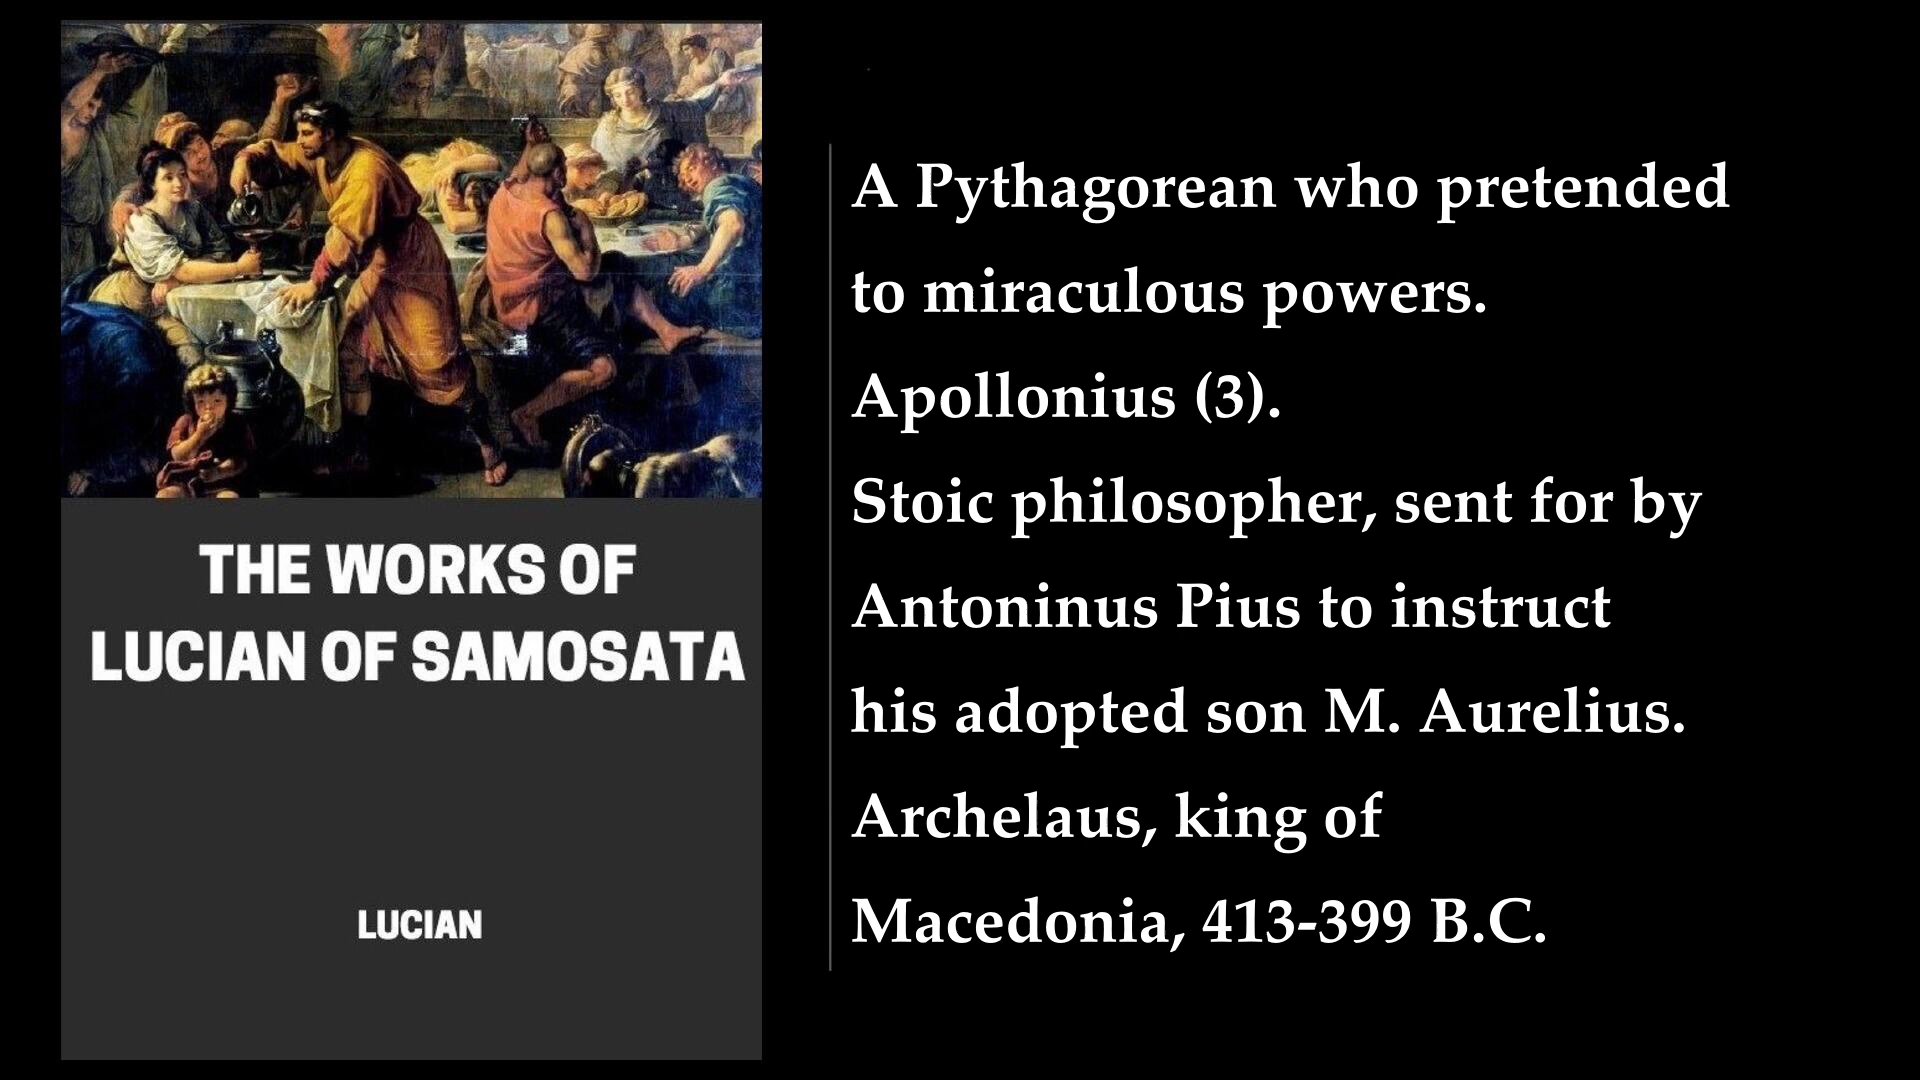 THE WORKS OF
LUCIAN OF SAMOSATA
LUCIAN
A Pythagorean who pretended
to miraculous powers.
Apollonius (3).
Stoic philosopher, sent for by
Antoninus Pius to instruct
his adopted son M. Aurelius.
Archelaus, king of
Macedonia, 413-399 B.C.